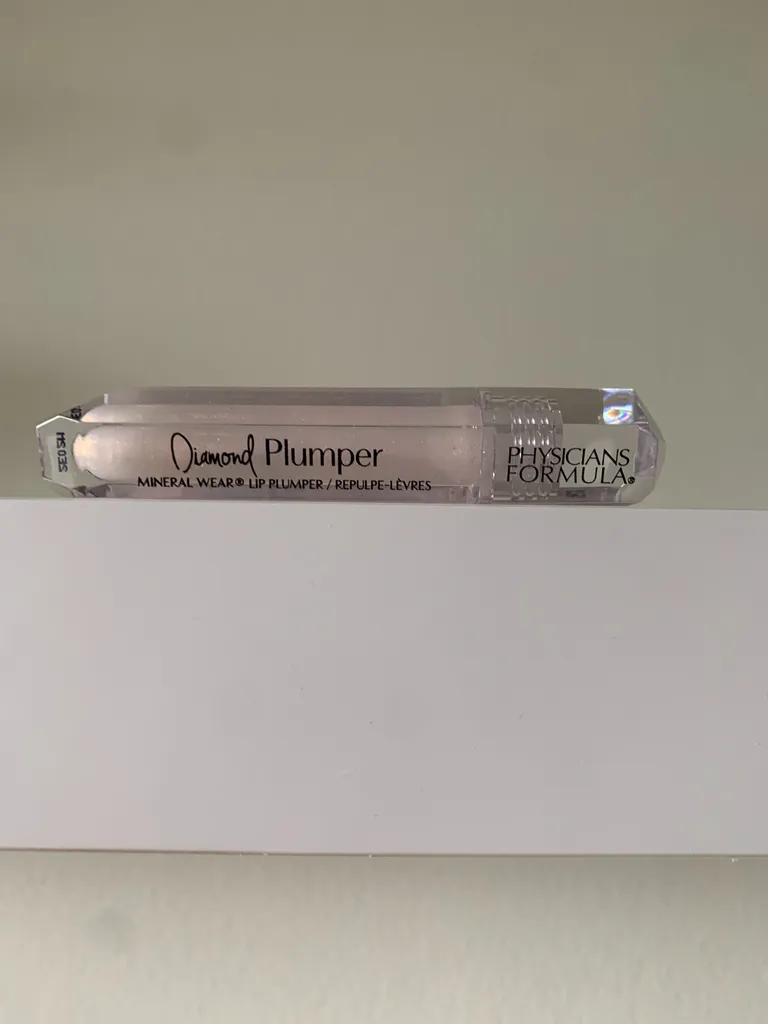 Diamond Plumper
MINERAL WEAR® LIP PLUMPER / REPULPE-LÈVRES
PHYSICIANS
FORMULA®